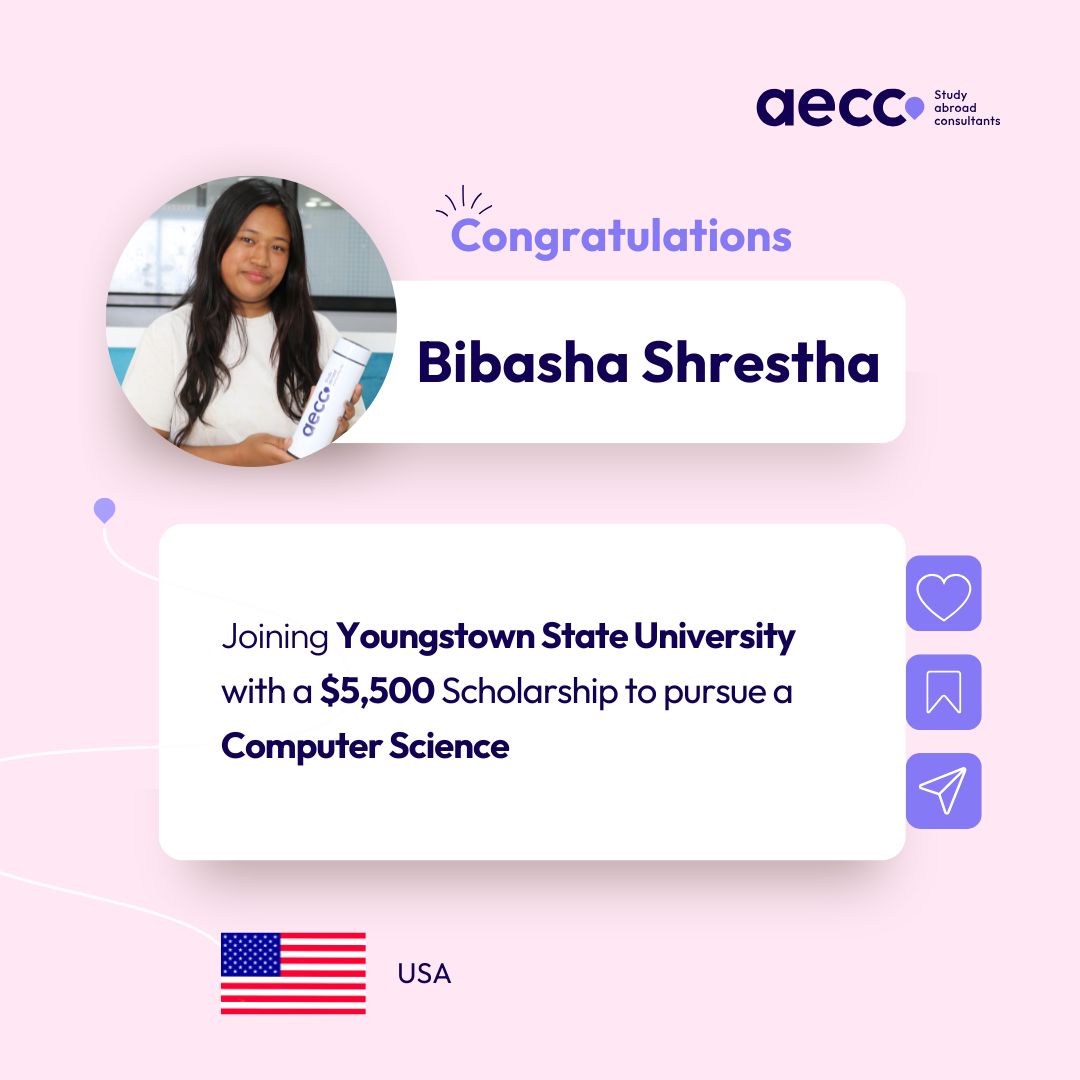 aecc
Study
abroad
consultants
Congratulations
Bibasha Shrestha
aecc
Joining Youngstown State University
with a $5,500 Scholarship to pursue a
Computer Science
USA